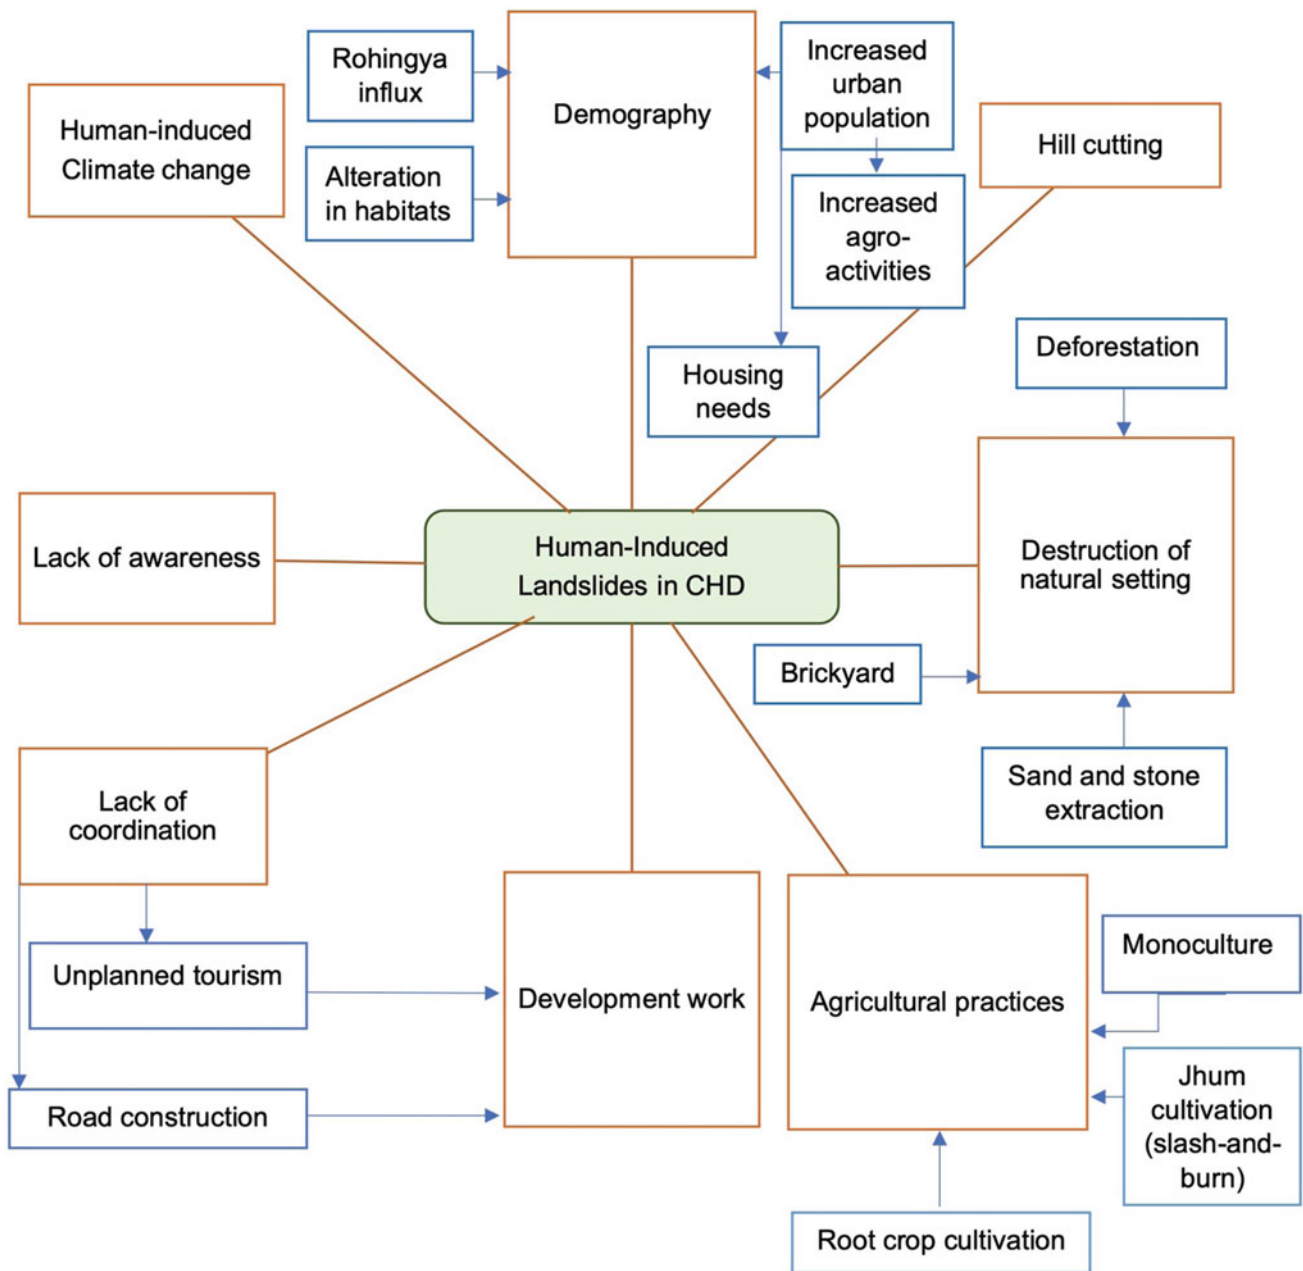 Rohingya
influx
Demography
Increased
urban
population
Human-induced
Climate change
Hill cutting
Alteration
in habitats
Increased
agro-
activities
Deforestation
Housing
needs
Lack of awareness
Human-Induced
Landslides in CHD
Destruction of
natural setting
Brickyard
Sand and stone
extraction
Lack of
coordination
Unplanned tourism
Development work
Agricultural practices
Monoculture
Road construction
Jhum
cultivation
(slash-and-
burn)
Root crop cultivation